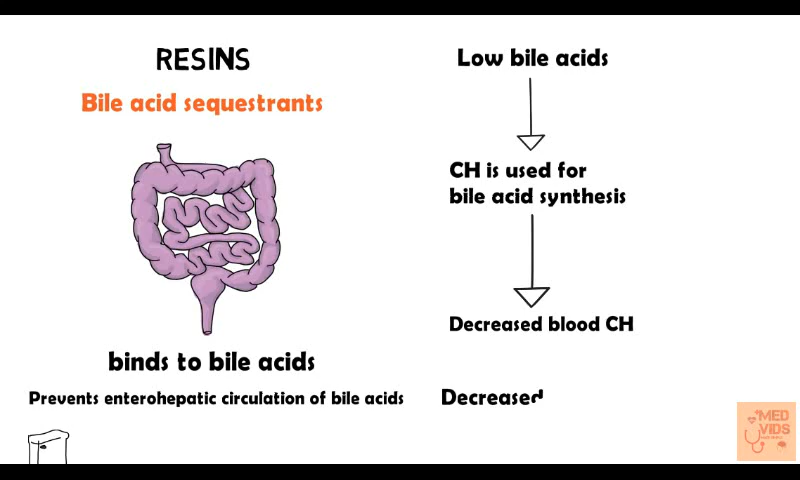 RESINS
Bile acid sequestrants
binds to bile acids
Prevents enterohepatic circulation of bile acids
Low bile acids
CH is used for
bile acid synthesis
Decreased blood CH
Decreased
MED
VIDS